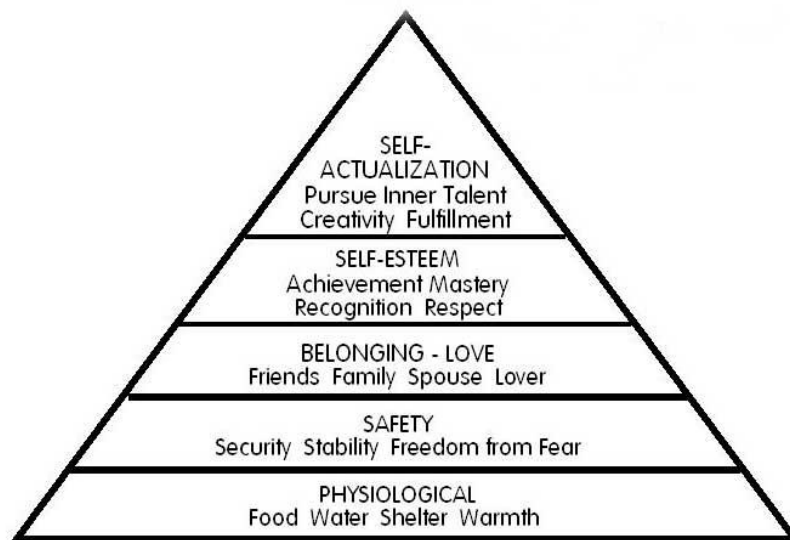 SELF-
ACTUALIZATION
Pursue Inner Talent
Creativity Fulfillment
SELF-ESTEEM
Achievement Mastery
Recognition Respect
BELONGING - LOVE
Friends Family Spouse Lover
SAFETY
Security Stability Freedom from Fear
PHYSIOLOGICAL
Food Water Shelter Warmth